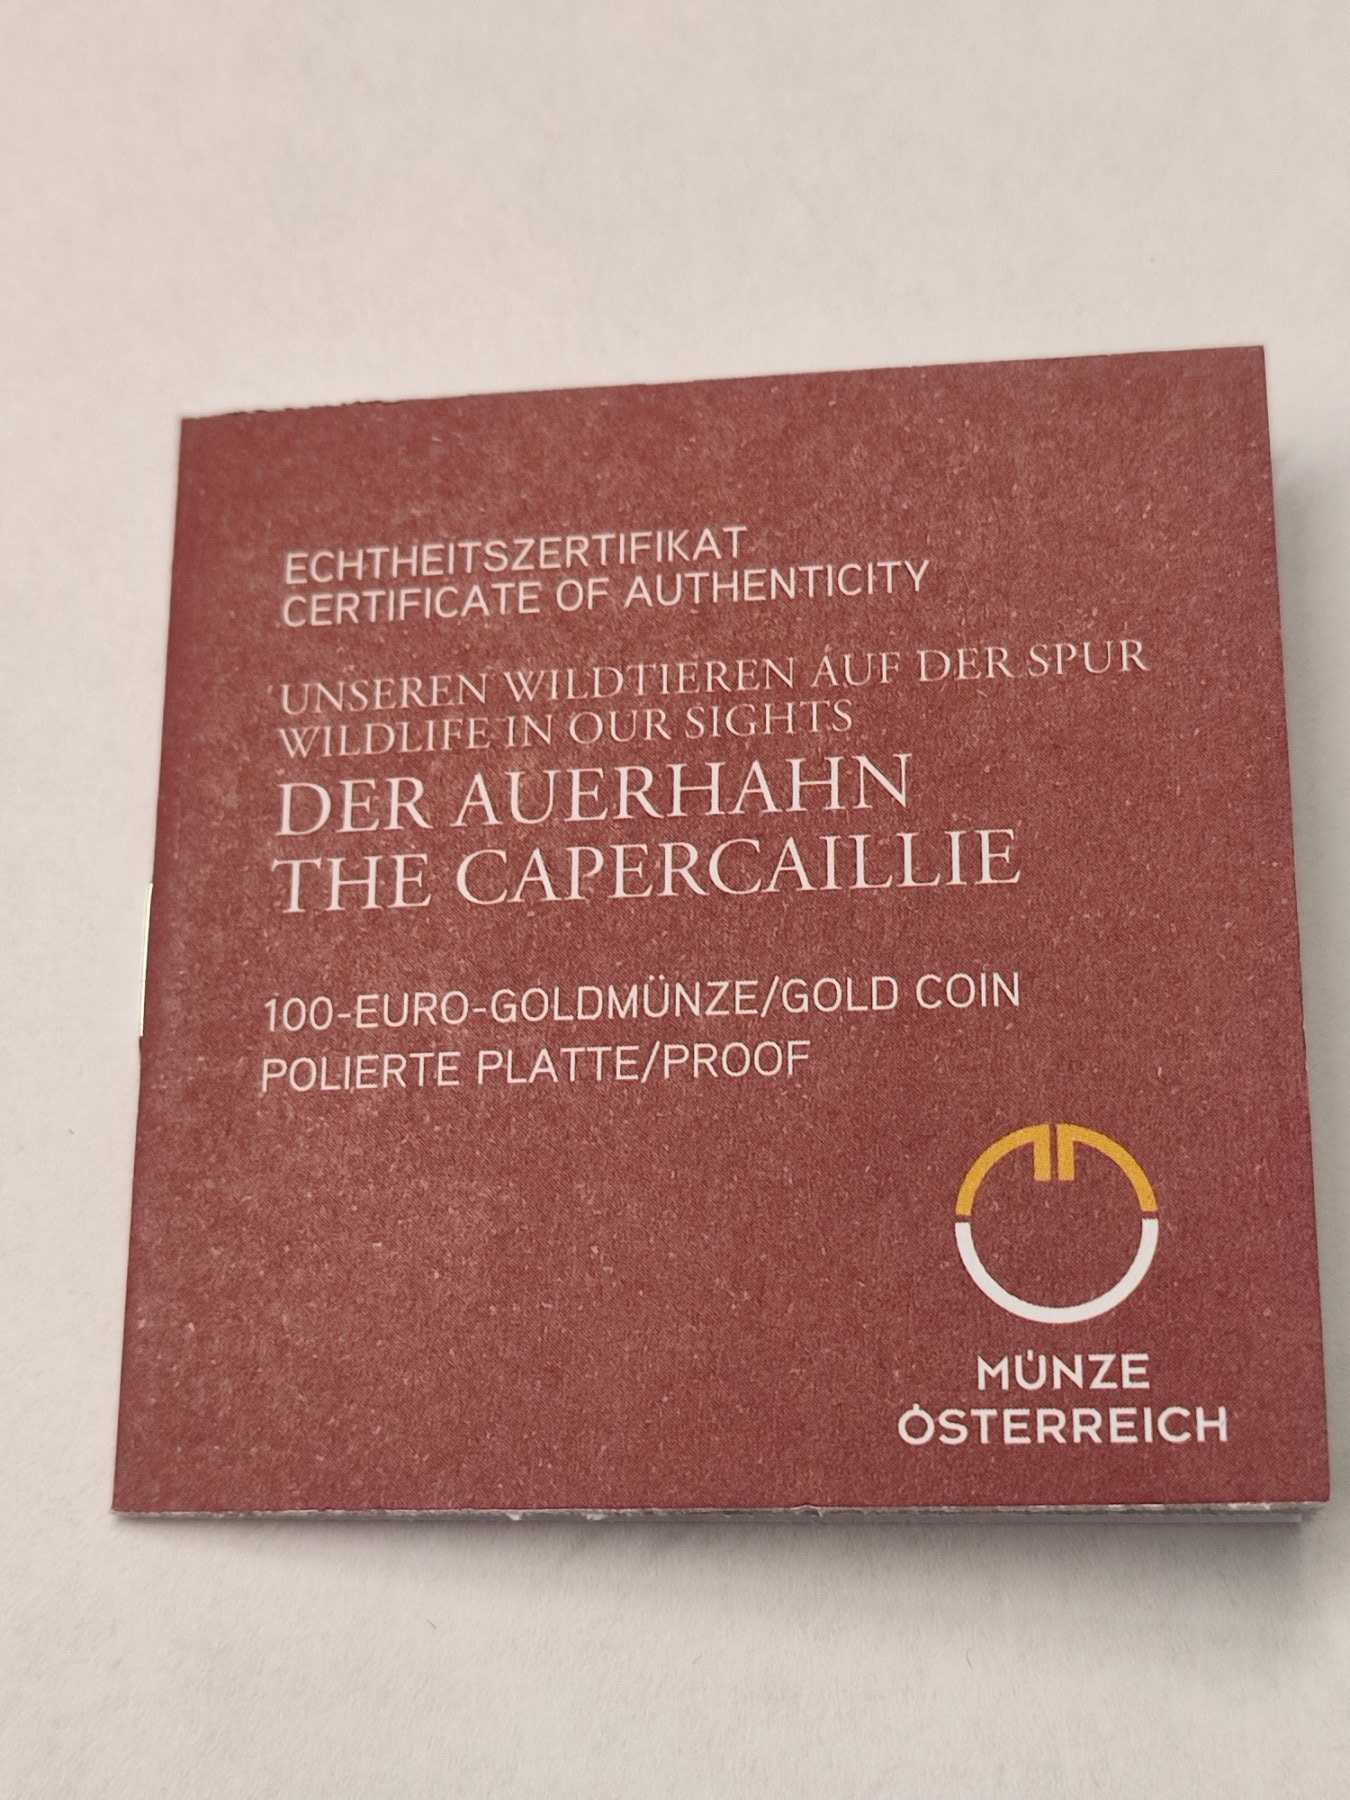 ECHTHEITSZERTIFIKAT
CERTIFICATE OF AUTHENTICITY
UNSEREN WILDTIEREN AUF DER SPUR
WILDLIFE IN OUR SIGHTS
DER AUERHAHN
THE CAPERCAILLIE
100-EURO-GOLDMÜNZE/GOLD COIN
POLIERTE PLATTE/PROOF
MÜNZE
ÖSTERREICH